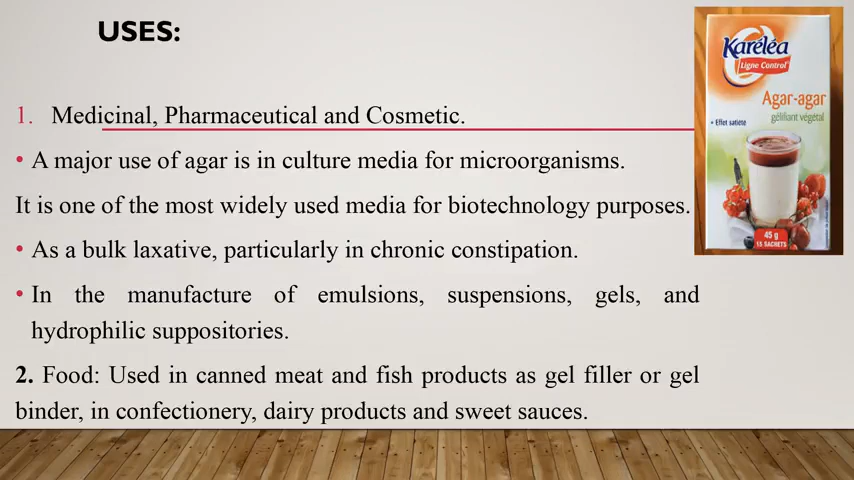 USES:
1. Medicinal, Pharmaceutical and Cosmetic.
• A major use of agar is in culture media for microorganisms.
It is one of the most widely used media for biotechnology purposes.
• As a bulk laxative, particularly in chronic constipation.
• In the manufacture of emulsions, suspensions, gels, and
hydrophilic suppositories.
2. Food: Used in canned meat and fish products as gel filler or gel
binder, in confectionery, dairy products and sweet sauces.
Karéléa
Ligne Control
Agar-agar
gélifiant végétal
+ Effet satiété
45 g
15 SACHETS